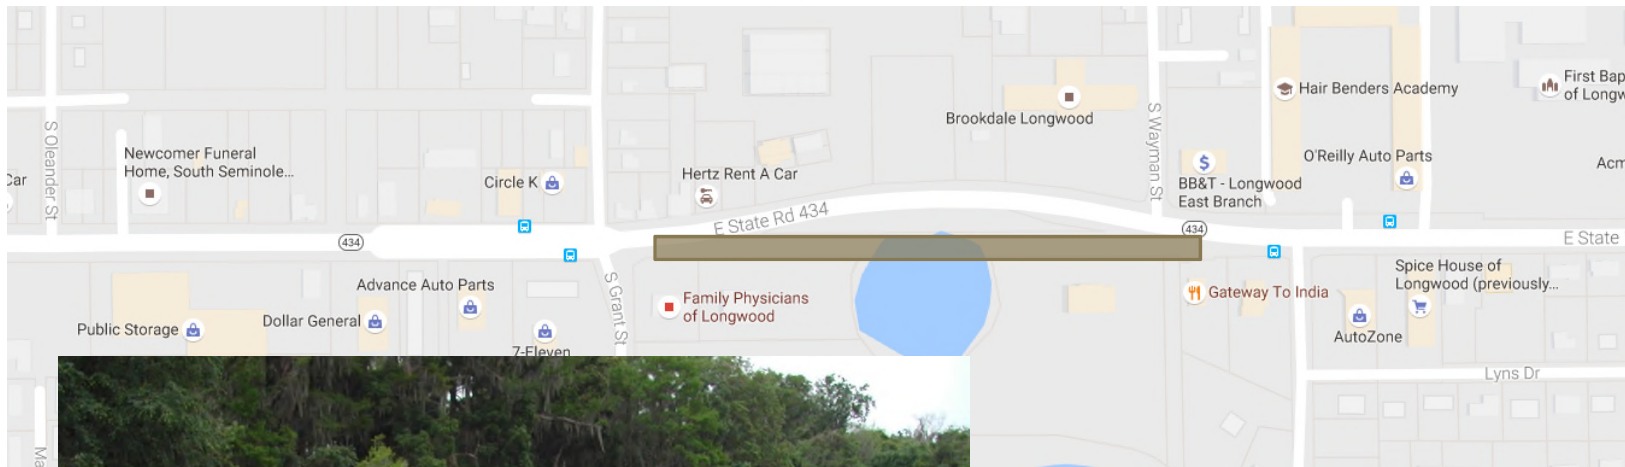 S Oleander St
Car
Newcomer Funeral
Home, South Seminole...
Circle K
Hertz Rent A Car
E State Rd 434
434
Brookdale Longwood
S Wayman St
Hair Benders Academy
First Bap
of Longw
O'Reilly Auto Parts
Acm
$
BB&T - Longwood
East Branch
434
E State
Advance Auto Parts
Public Storage
Dollar General
7-Eleven
S Grant St
Family Physicians
of Longwood
Gateway To India
Spice House of
Longwood (previously...
AutoZone
Lyns Dr
Ma